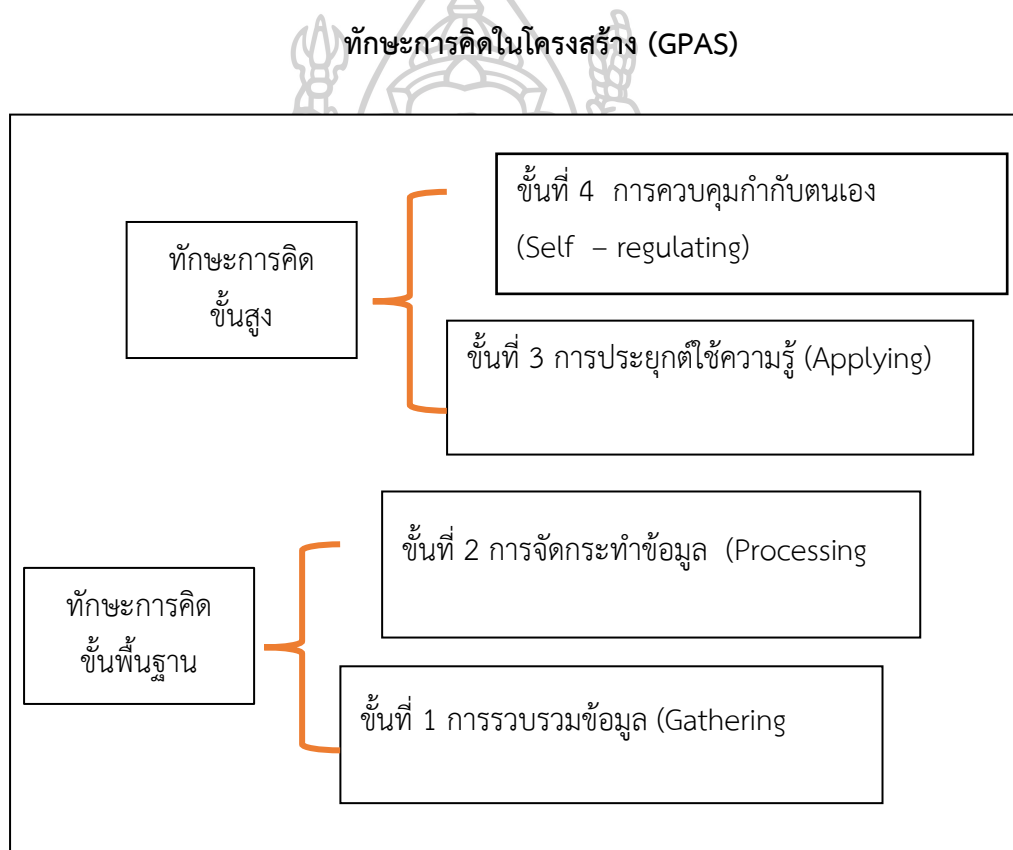 ทักษะการคิดในโครงสร้าง (GPAS)
ขั้นที่ 4 การควบคุมกำกับตนเอง
(Self – regulating)
ทักษะการคิด
ขั้นสูง
ขั้นที่ 3 การประยุกต์ใช้ความรู้ (Applying)
ขั้นที่ 2 การจัดกระทำข้อมูล (Processing
ทักษะการคิด
ขั้นพื้นฐาน
ขั้นที่ 1 การรวบรวมข้อมูล (Gathering